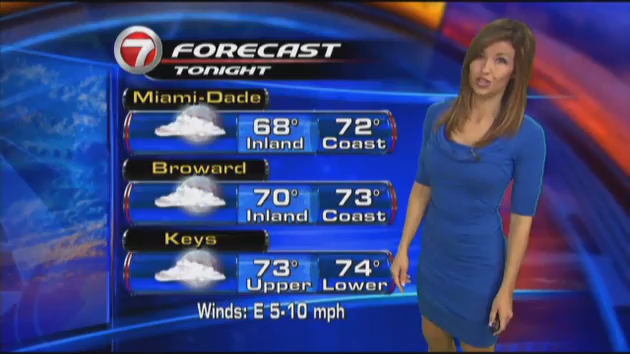 7 FORECAST
TONIGHT
Miami-Dade
68° 72°
Inland Coast
Broward
70° 73°
Inland Coast
Keys
73° 74°
Upper Lower
Winds: E 5-10 mph